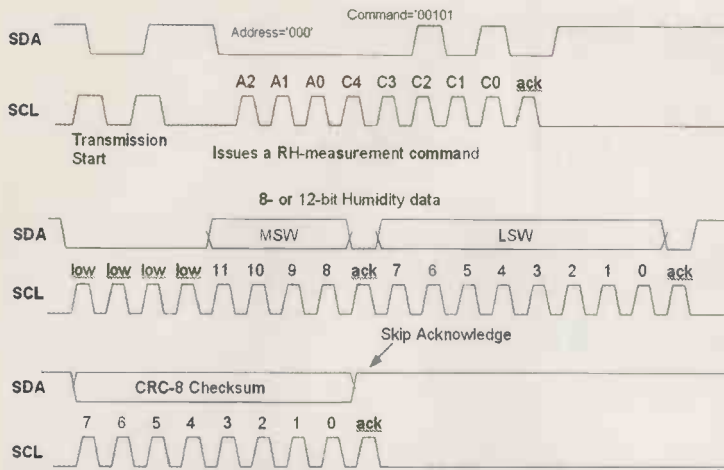 Command='00101
Address='000'
SDA
A2 A1 A0 C4 C3 C2 C1 C0 ack
SCL
Transmission Start
Issues a RH-measurement command
8- or 12-bit Humidity data
SDA MSW LSW
low low low low 11 10 9 8 ack 7 6 5 4 3 2 1 0 ack
SCL
Skip Acknowledge
SDA CRC-8 Checksum
7 6 5 4 3 2 1 0 ack
SCL